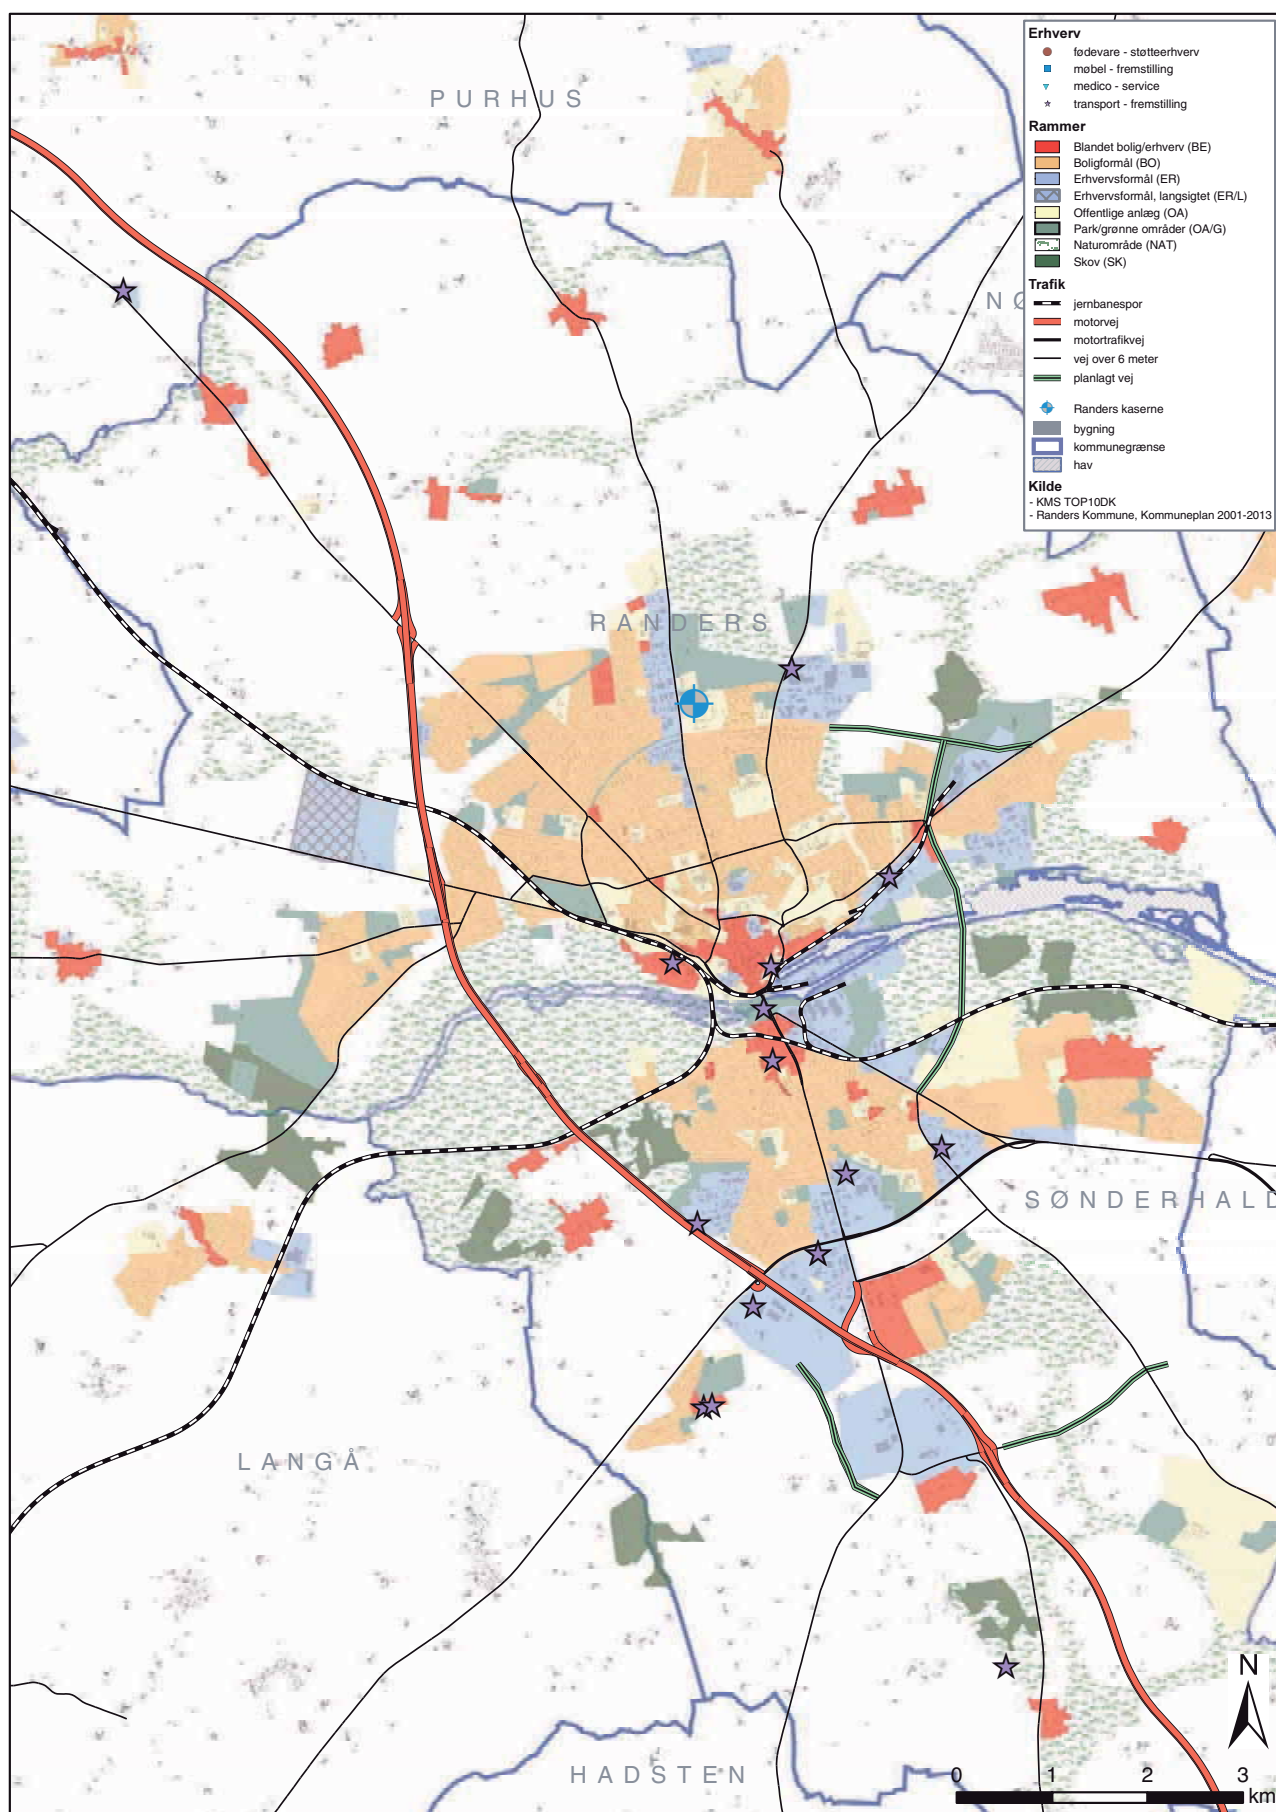 Erhverv
fødevare - støtteerhverv
møbel - fremstilling
medico - service
transport - fremstilling
Rammer
Blandet bolig/erhverv (BE)
Boligformål (BO)
Erhvervsformål (ER)
Erhvervsformål, langsigtet (ER/L)
Offentlige anlæg (OA)
Park/grønne områder (OA/G)
Naturområde (NAT)
Skov (SK)
Trafik
jernbanespor
motorvej
motortrafikvej
vej over 6 meter
planlagt vej
Randers kaserne
bygning
kommunegrænse
hav
Kilde
- KMS TOP10DK
- Randers Kommune, Kommuneplan 2001-2013
PURHUS
NØ
RANDERS
SØNDERHALD
LANGÅ
HADSTEN
N
0 1 2 3
km